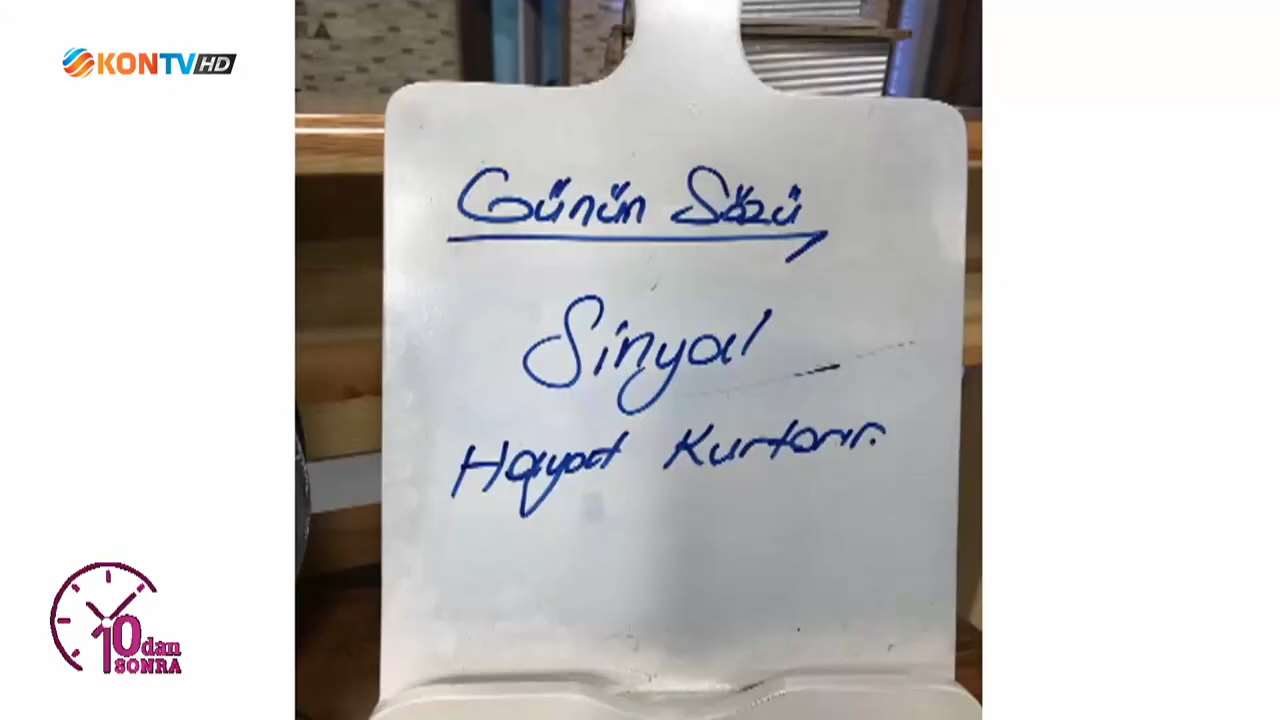 KONTV HD
Günün Sözü
Sinyal
Hayat Kurtarır.
10dan
SONRA